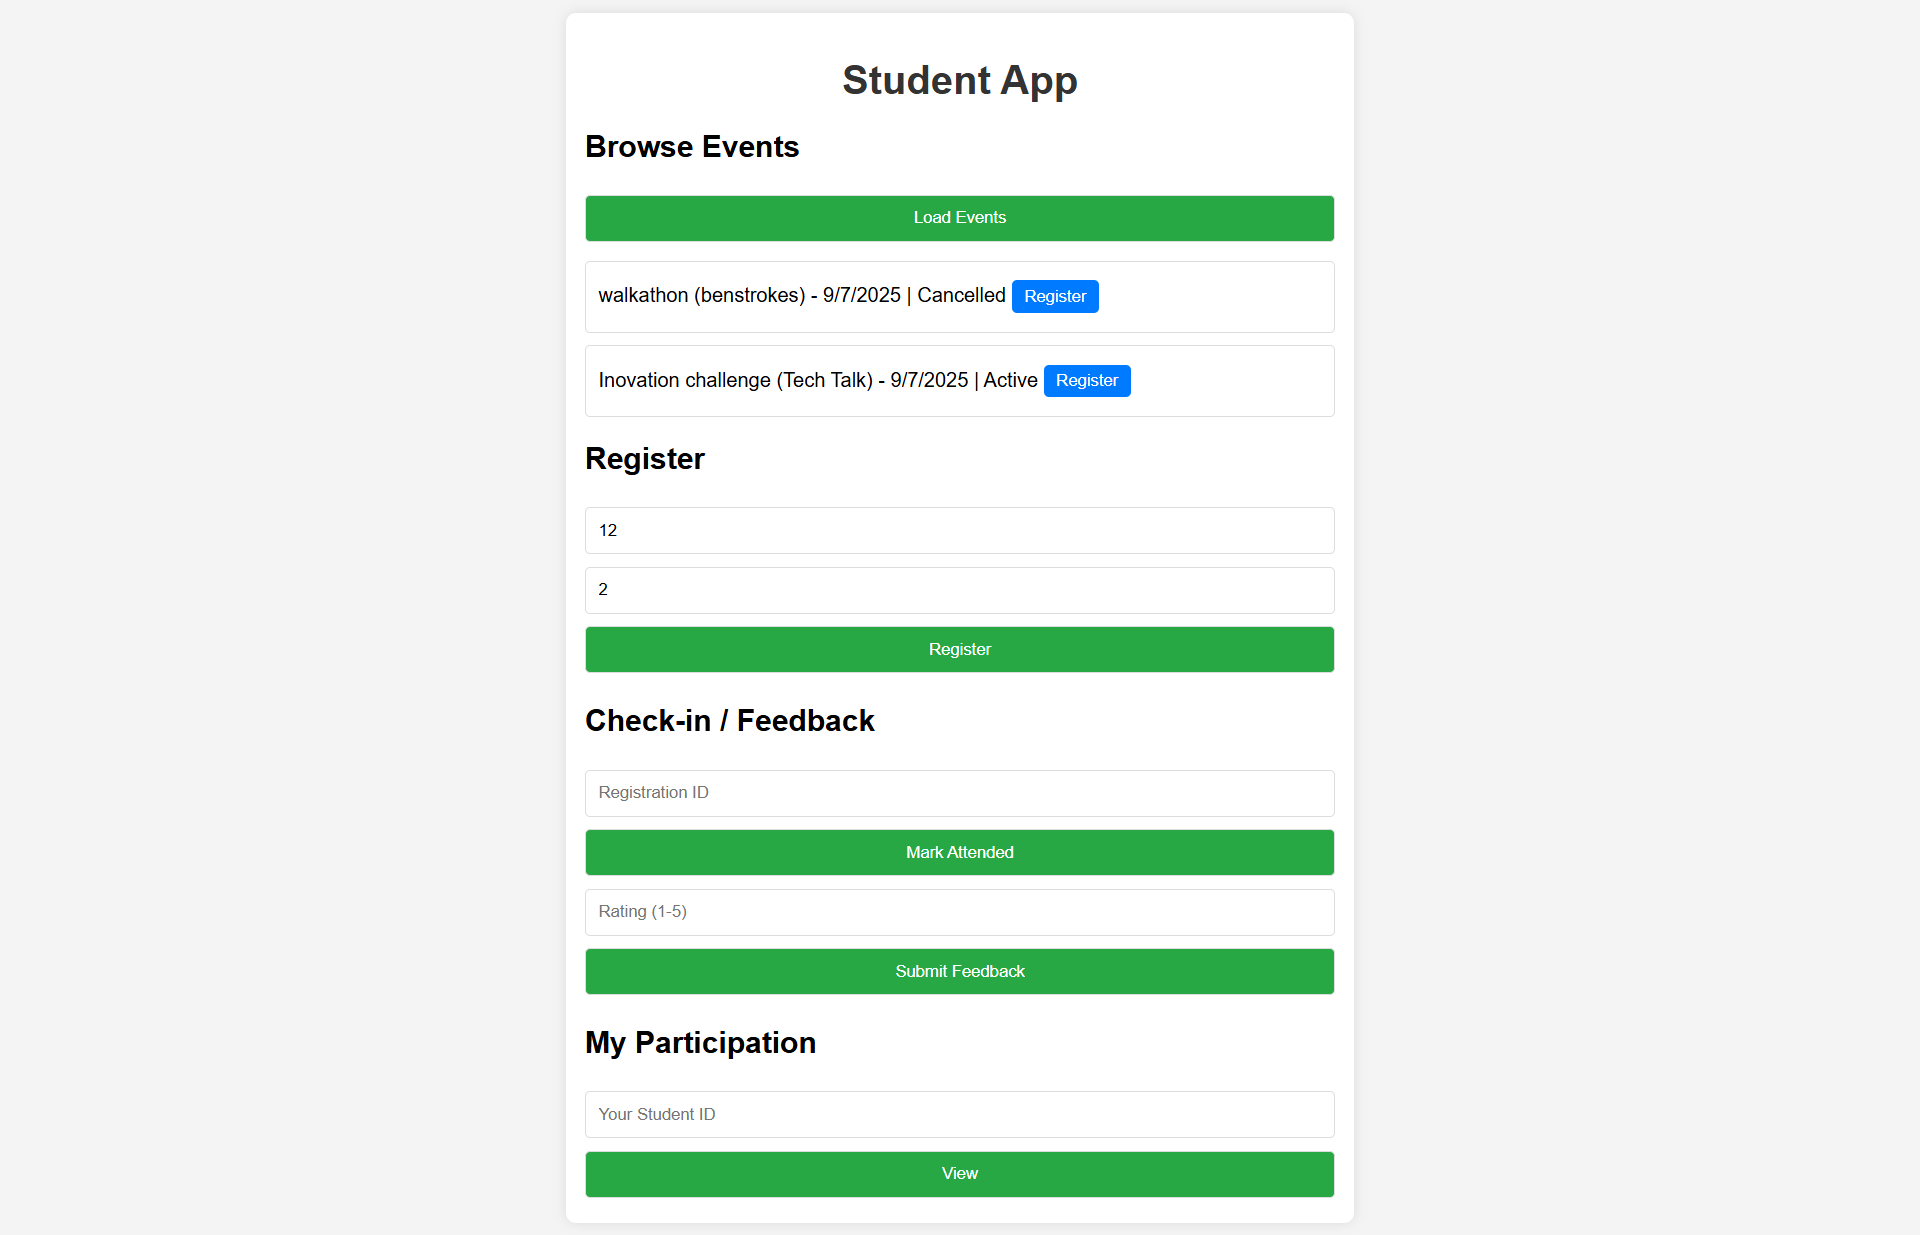 Student App
Browse Events
Load Events
walkathon (benstrokes) - 9/7/2025 | Cancelled Register
Inovation challenge (Tech Talk) - 9/7/2025 | Active Register
Register
12
2
Register
Check-in / Feedback
Registration ID
Mark Attended
Rating (1-5)
Submit Feedback
My Participation
Your Student ID
View